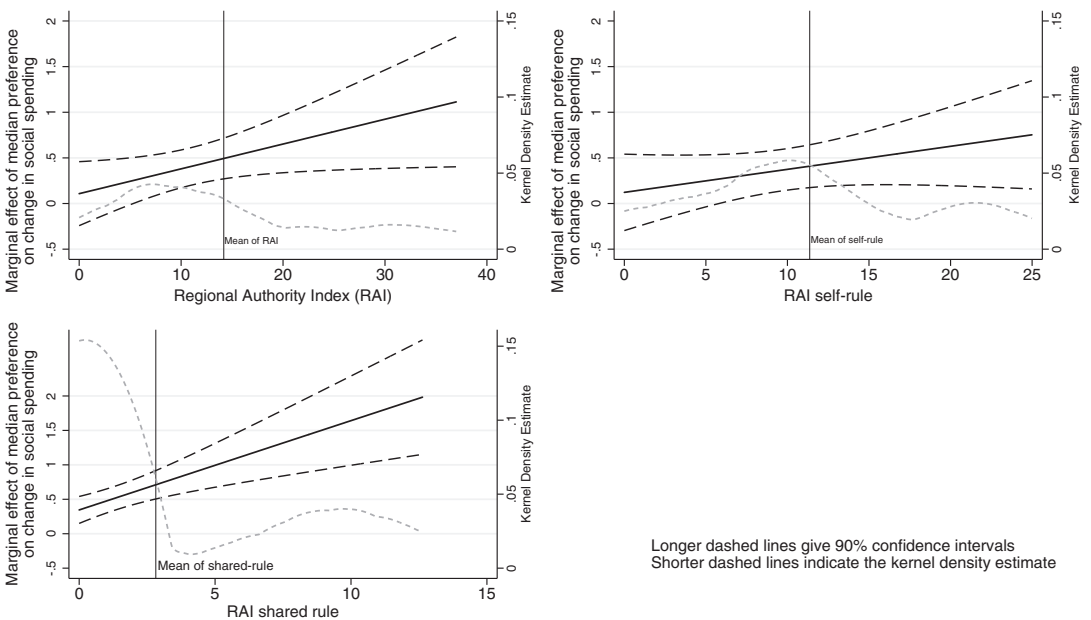 Marginal effect of median preference
on change in social spending
2
1.5
1
.5
0
-.5
.15
.1
.05
0
Kernel Density Estimate
Mean of RAI
0 10 20 30 40
Regional Authority Index (RAI)
Marginal effect of median preference
on change in social spending
2
1.5
1
.5
0
-.5
.15
.1
.05
0
Kernel Density Estimate
Mean of self-rule
0 5 10 15 20 25
RAI self-rule
Marginal effect of median preference
on change in social spending
2
1.5
1
.5
0
-.5
.15
.1
.05
0
Kernel Density Estimate
Mean of shared-rule
0 5 10 15
RAI shared rule
Longer dashed lines give 90% confidence intervals
Shorter dashed lines indicate the kernel density estimate